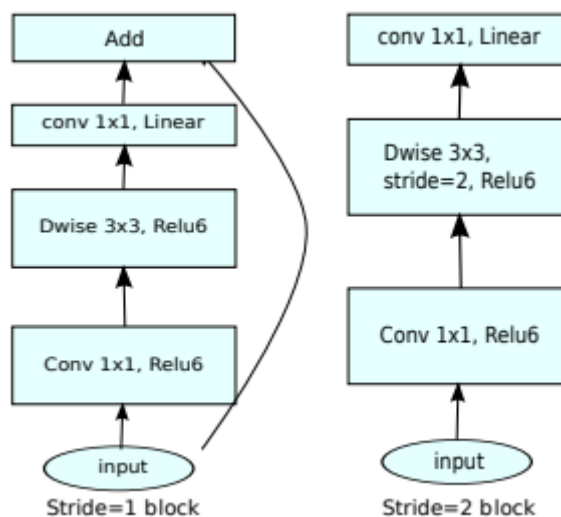 Add
conv 1x1, Linear
Dwise 3x3, Relu6
Conv 1x1, Relu6
input
Stride=1 block
conv 1x1, Linear
Dwise 3x3,
stride=2, Relu6
Conv 1x1, Relu6
input
Stride=2 block